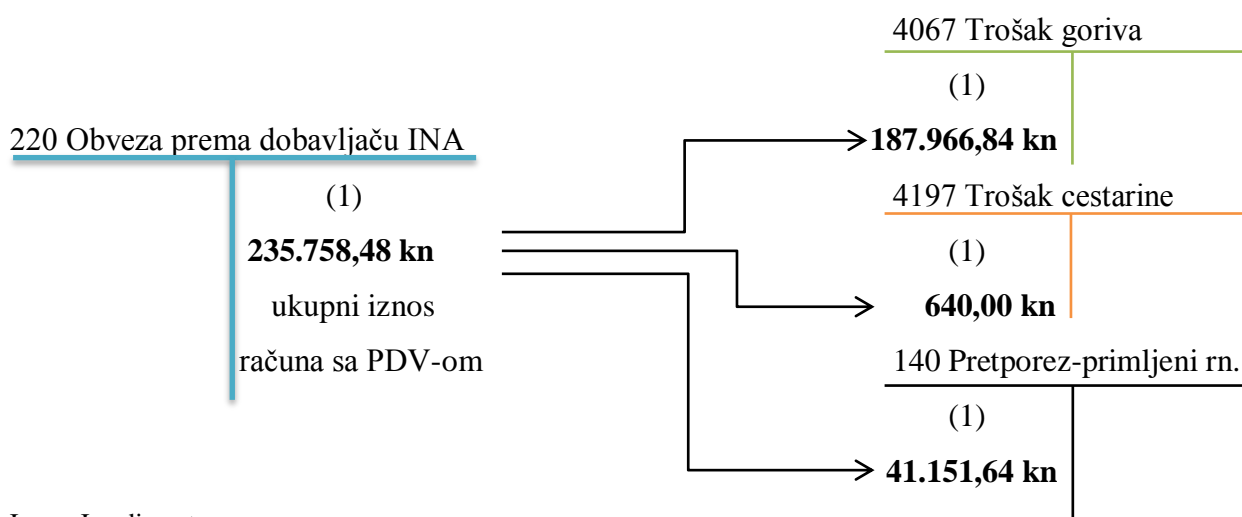 4067 Trošak goriva
(1)
187.966,84 kn
220 Obveza prema dobavljaču INA
(1)
235.758,48 kn
ukupni iznos
računa sa PDV-om
4197 Trošak cestarine
(1)
640,00 kn
140 Pretporez-primljeni rn.
(1)
41.151,64 kn